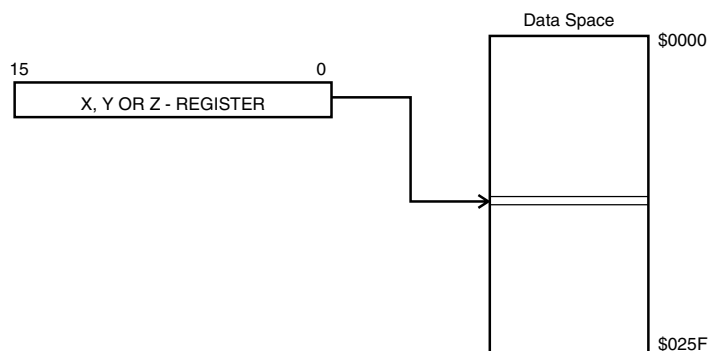 Data Space
$0000
15 0
X, Y OR Z - REGISTER
$025F